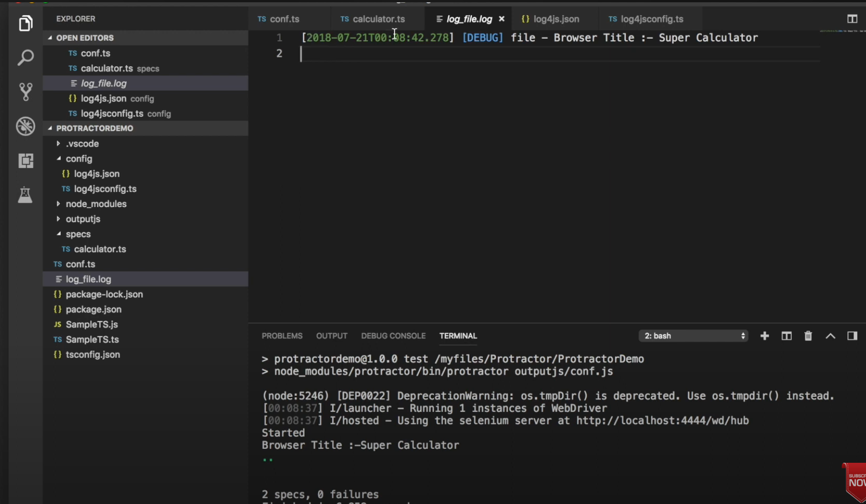 EXPLORER
OPEN EDITORS
TS conf.ts
TS calculator.ts specs
log_file.log
{} log4js.json config
TS log4jsconfig.ts config
PROTRACTORDEMO
.vscode
config
{} log4js.json
TS log4jsconfig.ts
node_modules
outputjs
specs
TS calculator.ts
TS conf.ts
log_file.log
{} package-lock.json
{} package.json
JS SampleTS.js
TS SampleTS.ts
{} tsconfig.json
TS conf.ts TS calculator.ts log_file.log × {} log4js.json TS log4jsconfig.ts
1 [2018-07-21T00:08:42.278] [DEBUG] file - Browser Title :- Super Calculator
2
PROBLEMS OUTPUT DEBUG CONSOLE TERMINAL 2: bash
> protractordemo@1.0.0 test /myfiles/Protractor/ProtractorDemo
> node_modules/protractor/bin/protractor outputjs/conf.js
(node:5246) [DEP0022] DeprecationWarning: os.tmpDir() is deprecated. Use os.tmpdir() instead.
[00:08:37] I/launcher - Running 1 instances of WebDriver
[00:08:37] I/hosted - Using the selenium server at http://localhost:4444/wd/hub
Started
Browser Title :-Super Calculator
..
2 specs, 0 failures